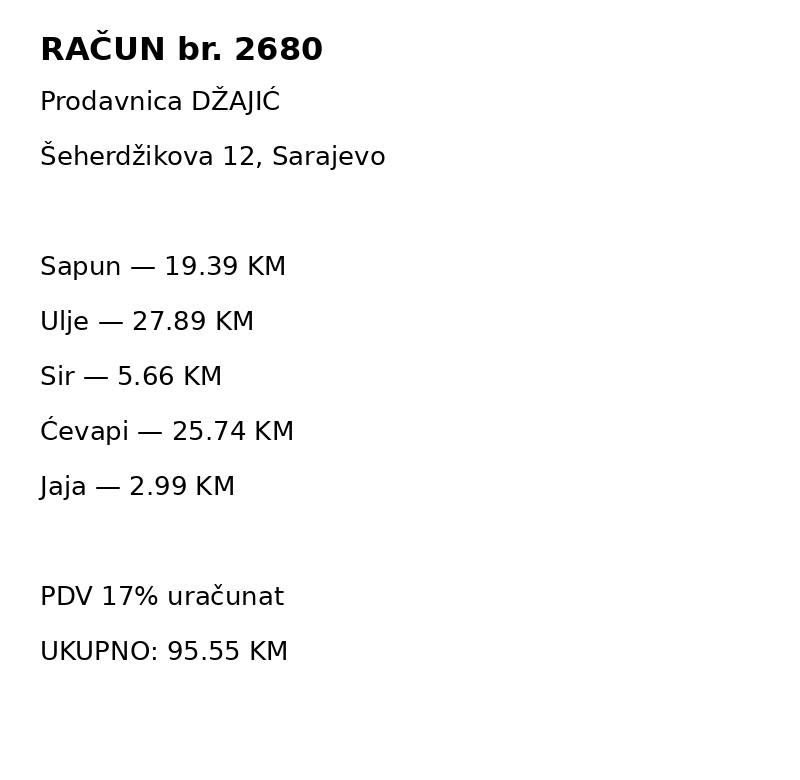 RAČUN br. 2680
Prodavnica DŽAJIĆ
Šeherdžikova 12, Sarajevo
Sapun — 19.39 KM
Ulje — 27.89 KM
Sir — 5.66 KM
Ćevapi — 25.74 KM
Jaja — 2.99 KM
PDV 17% uračunat
UKUPNO: 95.55 KM